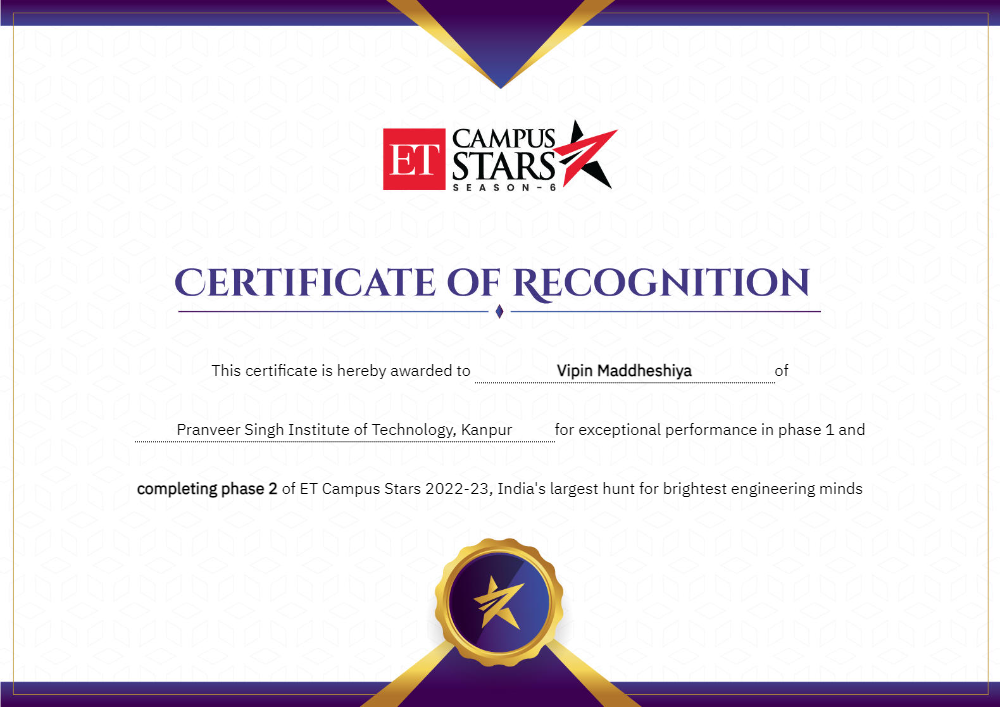 ET CAMPUS
STARS
SEASON-6
CERTIFICATE OF RECOGNITION
This certificate is hereby awarded to Vipin Maddheshiya of
Pranveer Singh Institute of Technology, Kanpur for exceptional performance in phase 1 and
completing phase 2 of ET Campus Stars 2022-23, India's largest hunt for brightest engineering minds